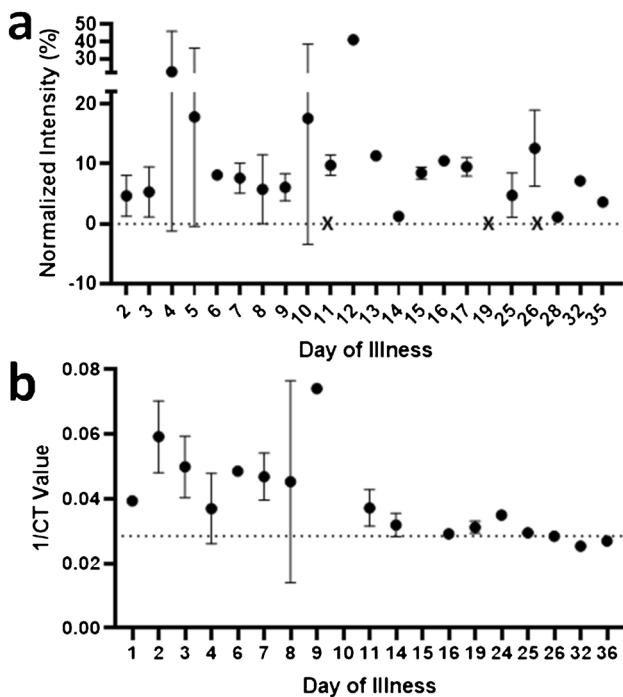 a
Normalized Intensity (%)
50
40
30
20
10
0
-10
X X X
2 3 4 5 6 7 8 9 10 11 12 13 14 15 16 17 19 25 26 28 32 35
Day of Illness
b
1/CT Value
0.08
0.06
0.04
0.02
0.00
1 2 3 4 6 7 8 9 10 11 14 15 16 19 24 25 26 32 36
Day of Illness